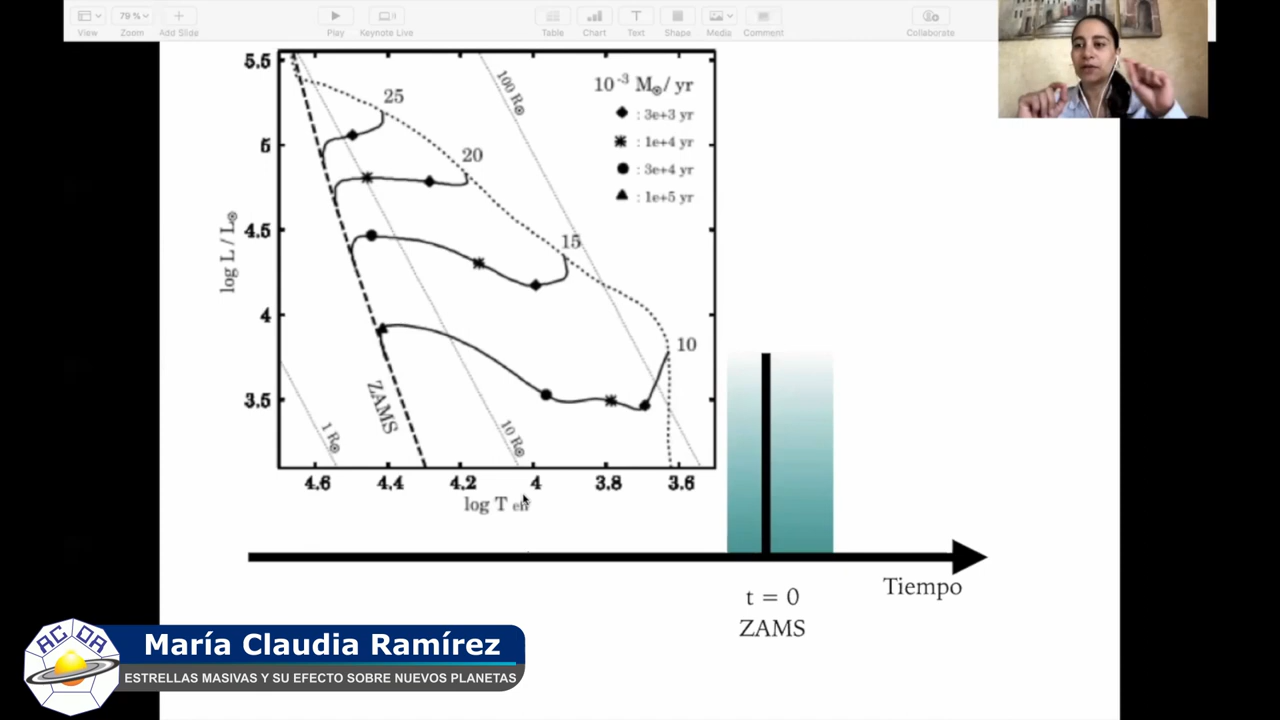 View
79 %
Zoom
Add Slide
Play
Keynote Live
Table
Chart
Text
Shape
Media
Comment
Collaborate
5.5
5
4.5
4
3.5
log L / L⊙
25
20
15
10
100 R⊙
10 R⊙
1 R⊙
ZAMS
10⁻³ M⊙/ yr
: 3e+3 yr
: 1e+4 yr
: 3e+4 yr
: 1e+5 yr
4.6 4.4 4.2 4 3.8 3.6
log T eff
Tiempo
t = 0
ZAMS
ACDA
María Claudia Ramírez
ESTRELLAS MASIVAS Y SU EFECTO SOBRE NUEVOS PLANETAS